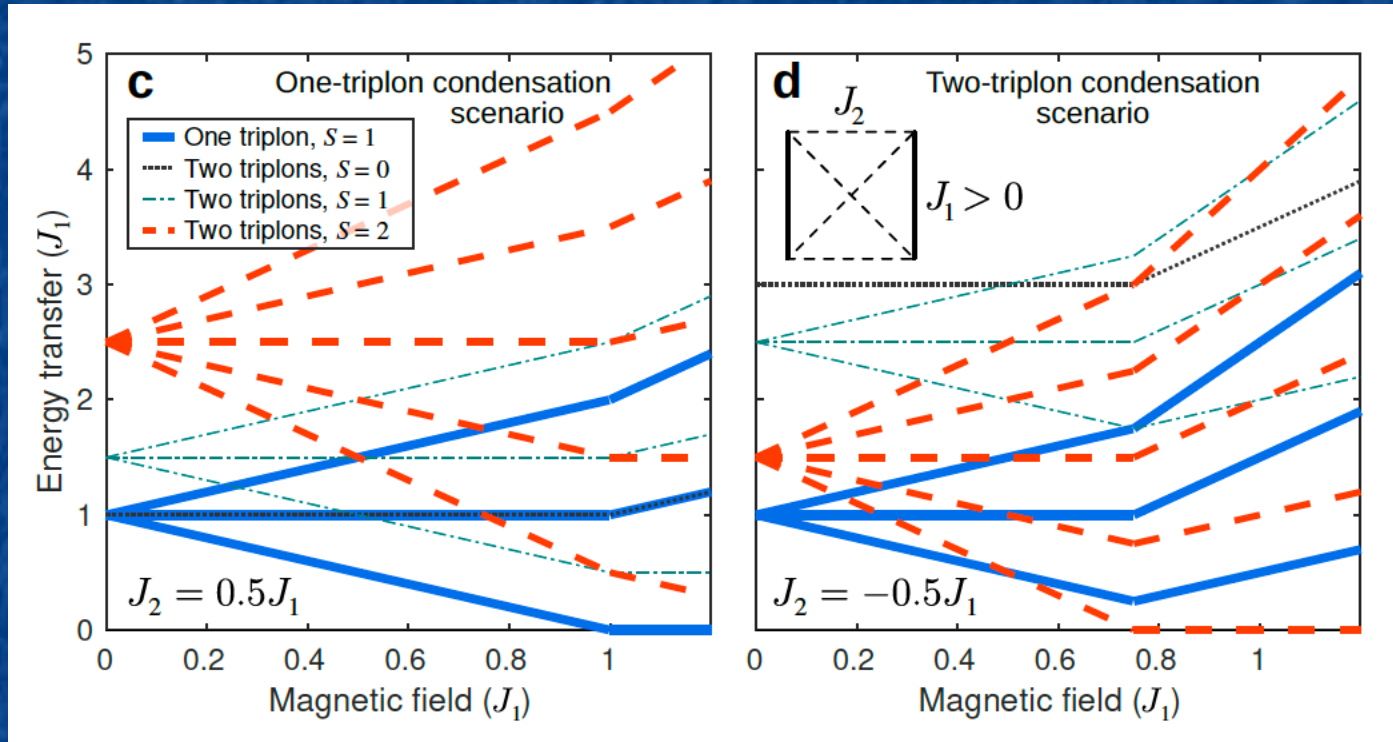 c
One-triplon condensation
scenario
One triplon, S = 1
Two triplons, S = 0
Two triplons, S = 1
Two triplons, S = 2
J₂ = 0.5J₁
5
4
3
2
1
0
Energy transfer (J₁)
0
0.2
0.4
0.6
0.8
1
Magnetic field (J₁)
d
Two-triplon condensation
scenario
J₂
J₁ > 0
J₂ = −0.5J₁
0
0.2
0.4
0.6
0.8
1
Magnetic field (J₁)